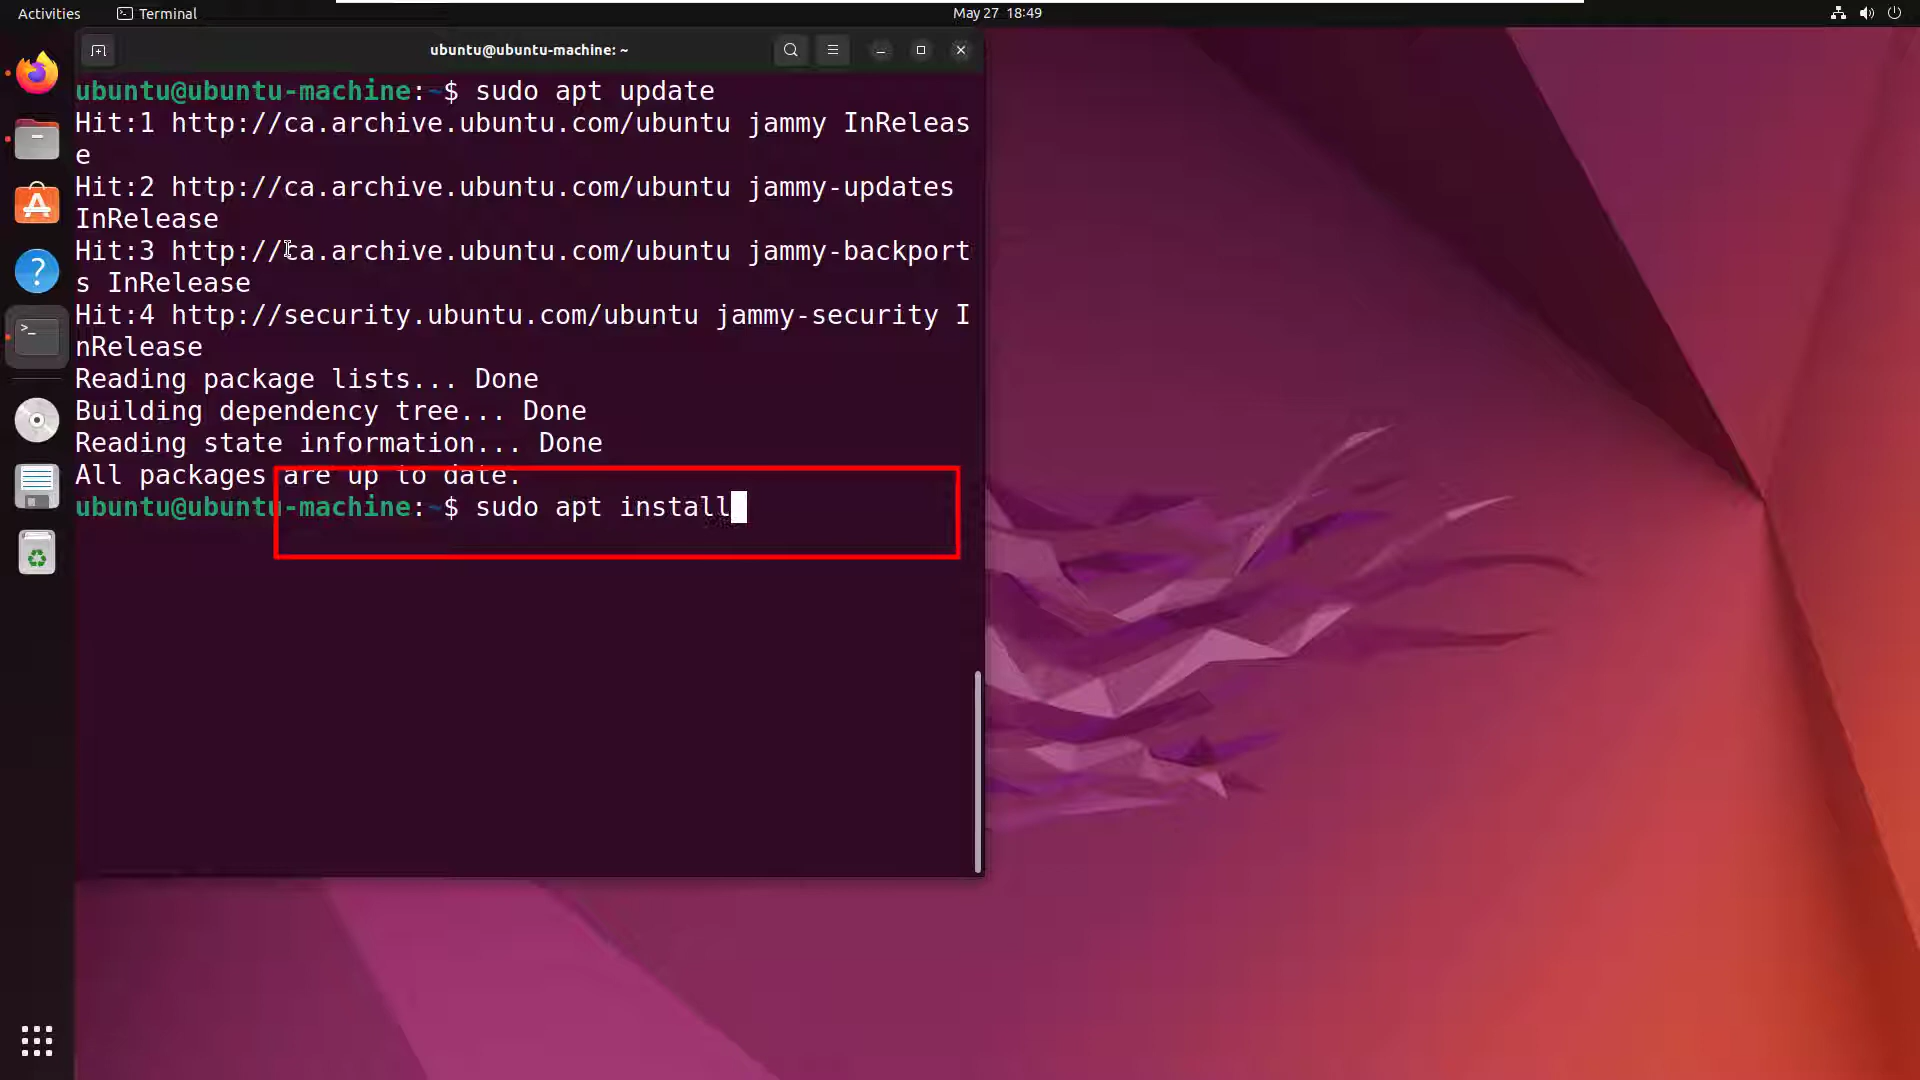 Activities Terminal May 27 18:49
ubuntu@ubuntu-machine: ~
ubuntu@ubuntu-machine:~$ sudo apt update
Hit:1 http://ca.archive.ubuntu.com/ubuntu jammy InReleas
e
Hit:2 http://ca.archive.ubuntu.com/ubuntu jammy-updates
InRelease
Hit:3 http://ca.archive.ubuntu.com/ubuntu jammy-backport
s InRelease
Hit:4 http://security.ubuntu.com/ubuntu jammy-security I
nRelease
Reading package lists... Done
Building dependency tree... Done
Reading state information... Done
All packages are up to date.
ubuntu@ubuntu-machine:~$ sudo apt install